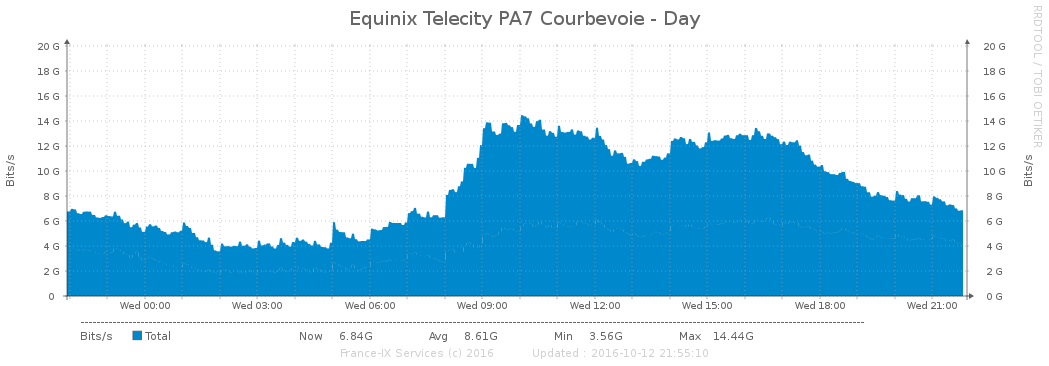 Equinix Telecity PA7 Courbevoie - Day
RRDTOOL / TOBI OETIKER
20 G 20 G
18 G 18 G
16 G 16 G
14 G 14 G
12 G 12 G
10 G 10 G
8 G 8 G
6 G 6 G
4 G 4 G
2 G 2 G
0 0 G
Bits/s Bits/s
Wed 00:00 Wed 03:00 Wed 06:00 Wed 09:00 Wed 12:00 Wed 15:00 Wed 18:00 Wed 21:00
Bits/s Total Now 6.84G Avg 8.61G Min 3.56G Max 14.44G
France-IX Services (c) 2016 Updated : 2016-10-12 21:55:10